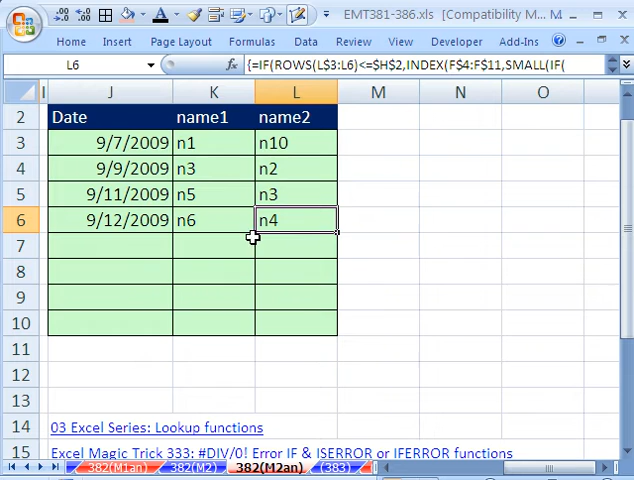 EMT381-386.xls [Compatibility M... M.
Home Insert Page Layout Formulas Data Review Developer Add-Ins
L6 fx {=IF(ROWS(L$3:L6)<=$H$2,INDEX(F$4:F$11,SMALL(IF(
I J K L M N O
2 Date name1 name2
3 9/7/2009 n1 n10
4 9/9/2009 n3 n2
5 9/11/2009 n5 n3
6 9/12/2009 n6 n4
7
8
9
10
11
12
13
14 03 Excel Series: Lookup functions
15 Excel Magic Trick 333: #DIV/0! Error IF & ISERROR or IFERROR functions
382(M1an) 382(M2) 382(M2an) (383)